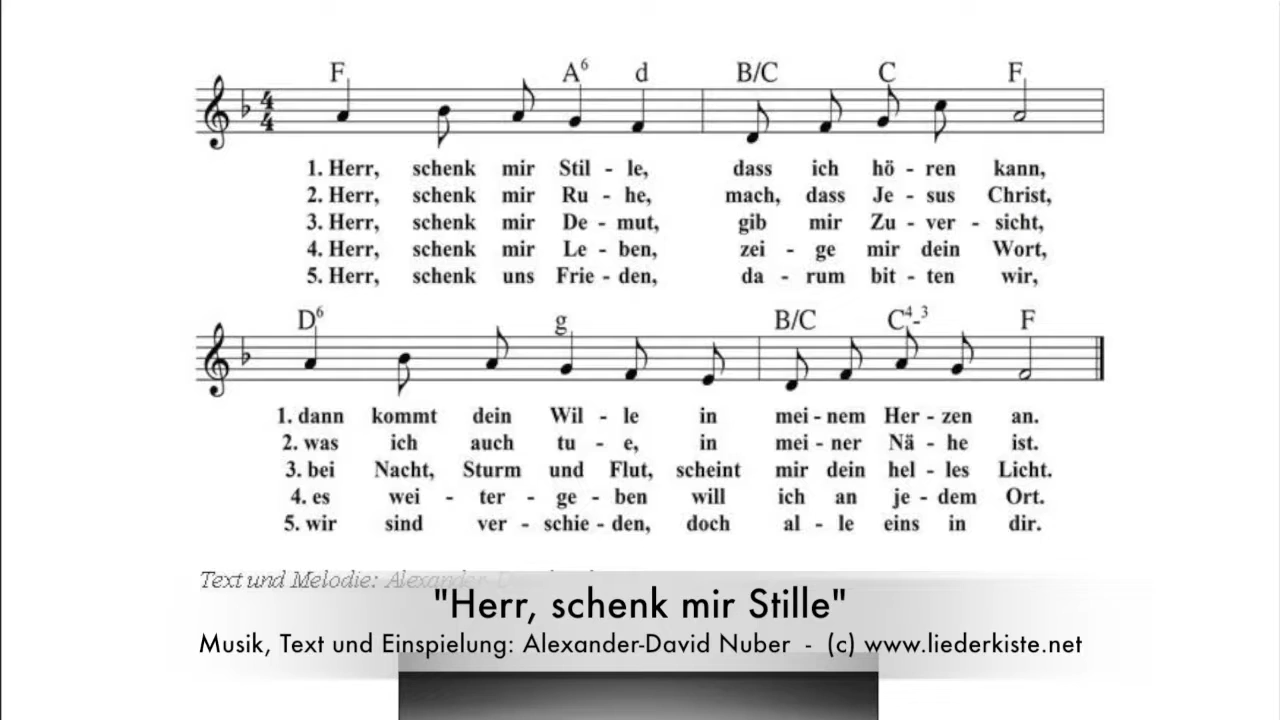 F A6 d B/C C F
4
4
1. Herr, schenk mir Stil - le, dass ich hö - ren kann,
2. Herr, schenk mir Ru - he, mach, dass Je - sus Christ,
3. Herr, schenk mir De - mut, gib mir Zu - ver - sicht,
4. Herr, schenk mir Le - ben, zei - ge mir dein Wort,
5. Herr, schenk uns Frie - den, da - rum bit - ten wir,
D6 g B/C C4-3 F
1. dann kommt dein Wil - le in mei - nem Her - zen an.
2. was ich auch tu - e, in mei - ner Nä - he ist.
3. bei Nacht, Sturm und Flut, scheint mir dein hel - les Licht.
4. es wei - ter - ge - ben will ich an je - dem Ort.
5. wir sind ver - schie - den, doch al - le eins in dir.
Text und Melodie: Alexander-
"Herr, schenk mir Stille"
Musik, Text und Einspielung: Alexander-David Nuber - (c) www.liederkiste.net